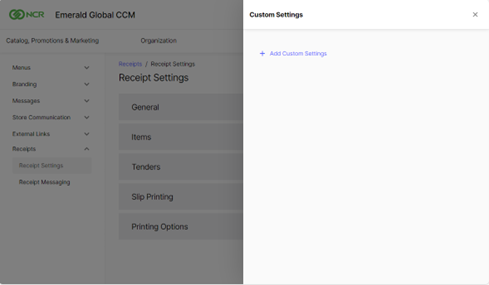 NCR Emerald Global CCM
Custom Settings
Catalog, Promotions & Marketing Organization
Add Custom Settings
Menus
Branding
Messages
Store Communication
External Links
Receipts
Receipt Settings
Receipt Messaging
Receipts / Receipt Settings
Receipt Settings
General
Items
Tenders
Slip Printing
Printing Options